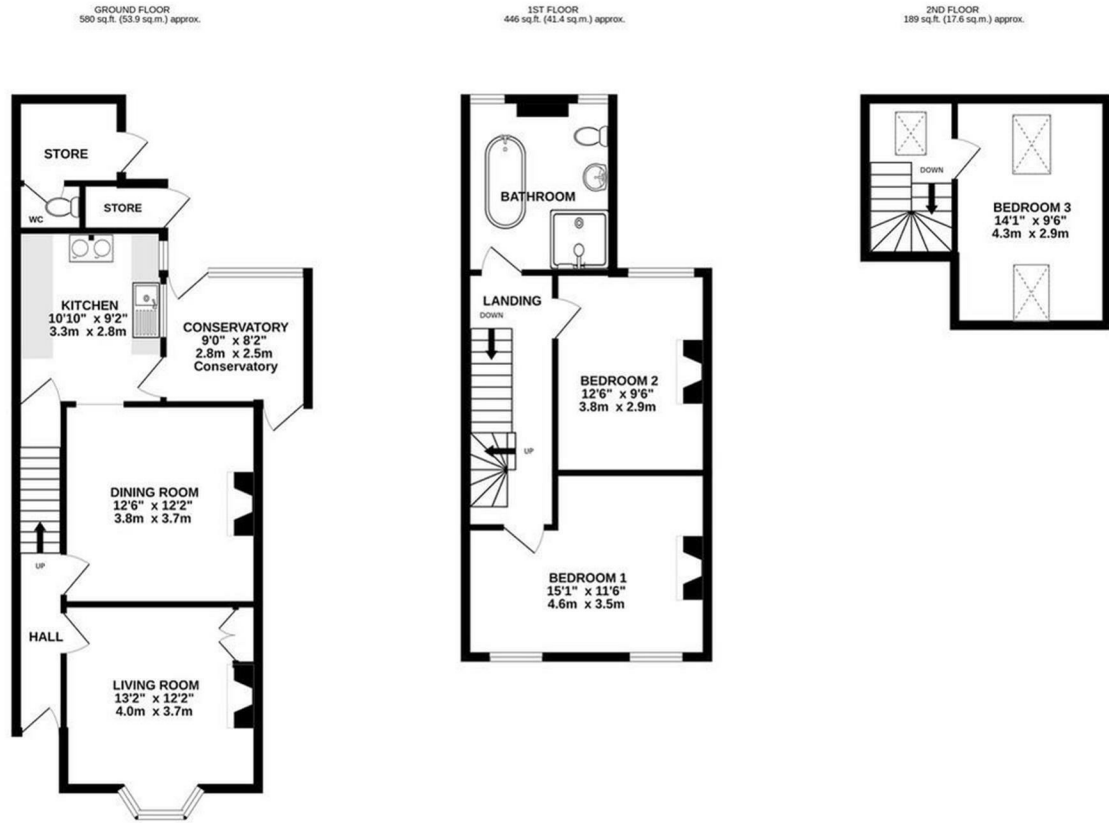 GROUND FLOOR
580 sq.ft. (53.9 sq.m.) approx.
STORE
WC
STORE
KITCHEN
10'10" x 9'2"
3.3m x 2.8m
CONSERVATORY
9'0" x 8'2"
2.8m x 2.5m
Conservatory
DINING ROOM
12'6" x 12'2"
3.8m x 3.7m
UP
HALL
LIVING ROOM
13'2" x 12'2"
4.0m x 3.7m
1ST FLOOR
446 sq.ft. (41.4 sq.m.) approx.
BATHROOM
LANDING
DOWN
BEDROOM 2
12'6" x 9'6"
3.8m x 2.9m
UP
BEDROOM 1
15'1" x 11'6"
4.6m x 3.5m
2ND FLOOR
189 sq.ft. (17.6 sq.m.) approx.
DOWN
BEDROOM 3
14'1" x 9'6"
4.3m x 2.9m